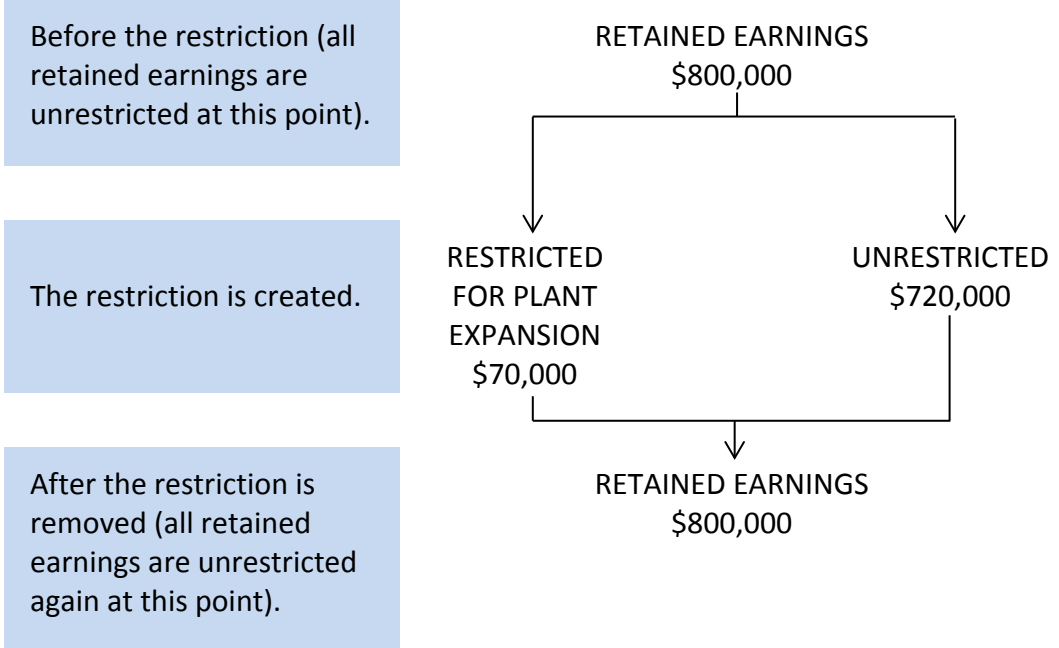 Before the restriction (all
retained earnings are
unrestricted at this point).
RETAINED EARNINGS
$800,000
The restriction is created.
RESTRICTED
FOR PLANT
EXPANSION
$70,000
UNRESTRICTED
$720,000
After the restriction is
removed (all retained
earnings are unrestricted
again at this point).
RETAINED EARNINGS
$800,000